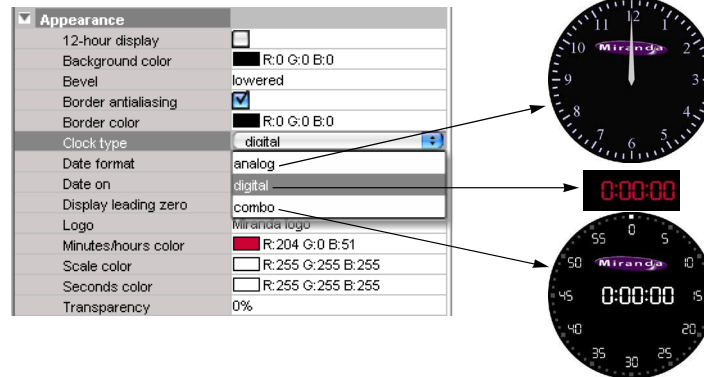 Appearance
12-hour display
Background color R:0 G:0 B:0
Bevel lowered
Border antialiasing
Border color R:0 G:0 B:0
Clock type digital
Date format analog
Date on digital
Display leading zero combo
Logo Miranda logo
Minutes/hours color R:204 G:0 B:51
Scale color R:255 G:255 B:255
Seconds color R:255 G:255 B:255
Transparency 0%
11 12 1
10 Miranda 2
9 3
8 4
7 6 5
0:00:00
55 0 5
50 Miranda 10
45 0:00:00 15
40 20
35 30 25